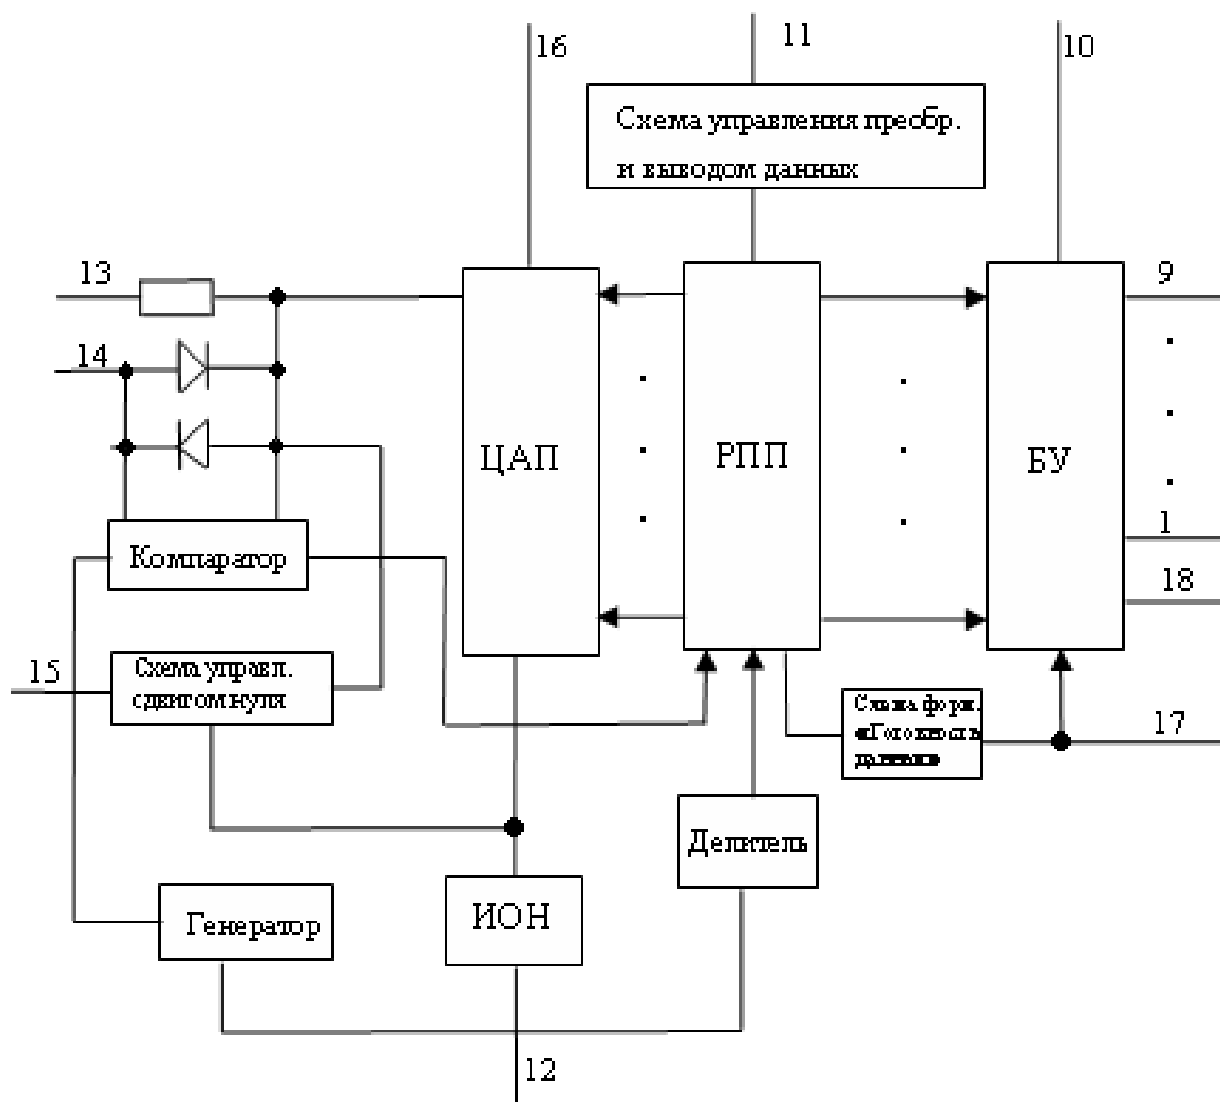 16
11
10
Схема управления преобр.
и выводом данных
13
9
14
ЦАП
РПП
БУ
Компаратор
1
18
15
Схема управл.
сдвигом нуля
Схема форм.
«Готовность
данных»
17
Делитель
Генератор
ИОН
12